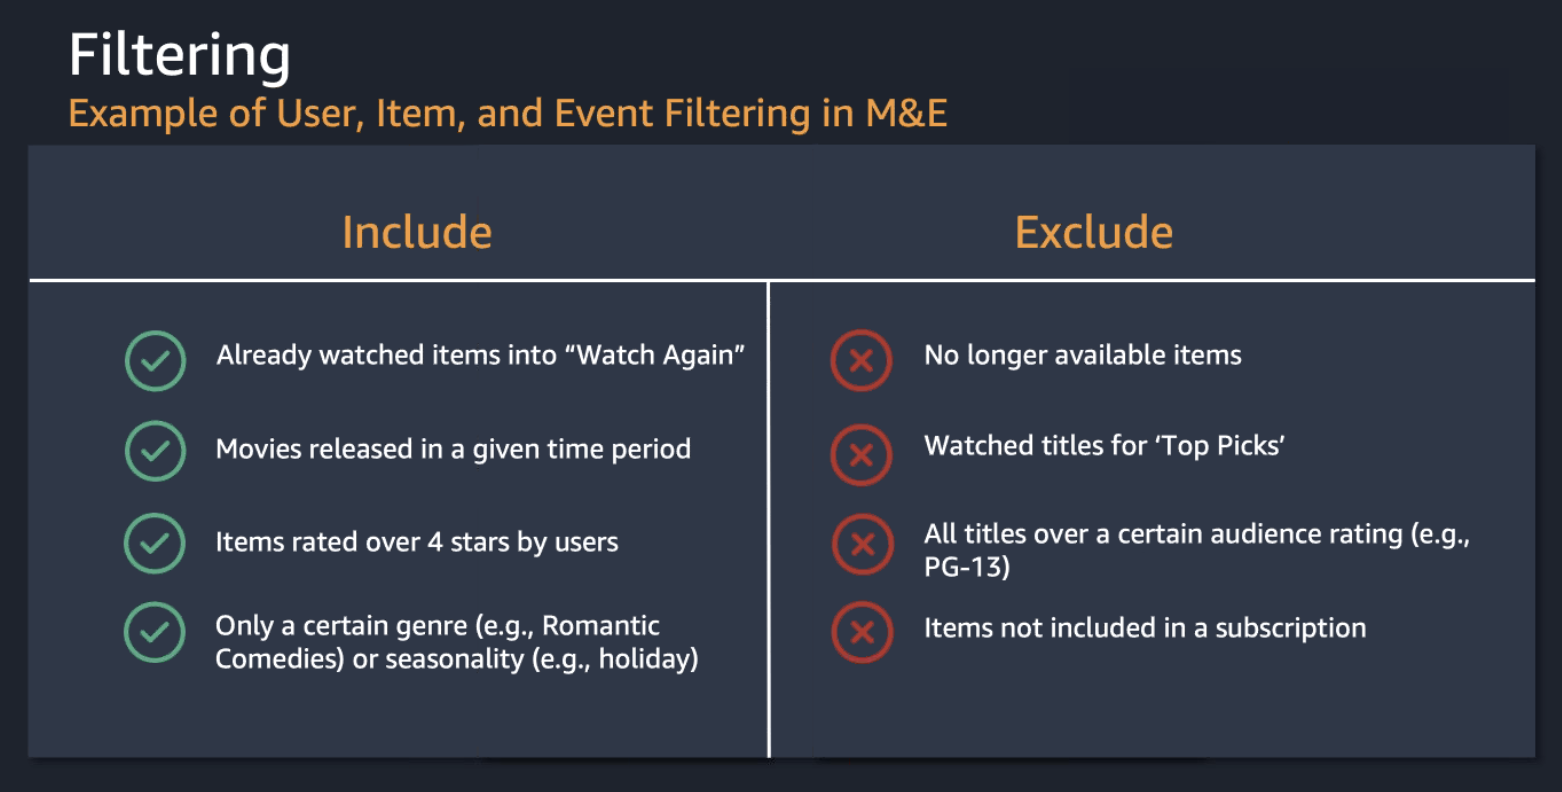 Filtering
Example of User, Item, and Event Filtering in M&E
Include
Exclude
Already watched items into “Watch Again”
Movies released in a given time period
Items rated over 4 stars by users
Only a certain genre (e.g., Romantic
Comedies) or seasonality (e.g., holiday)
No longer available items
Watched titles for ‘Top Picks’
All titles over a certain audience rating (e.g.,
PG-13)
Items not included in a subscription